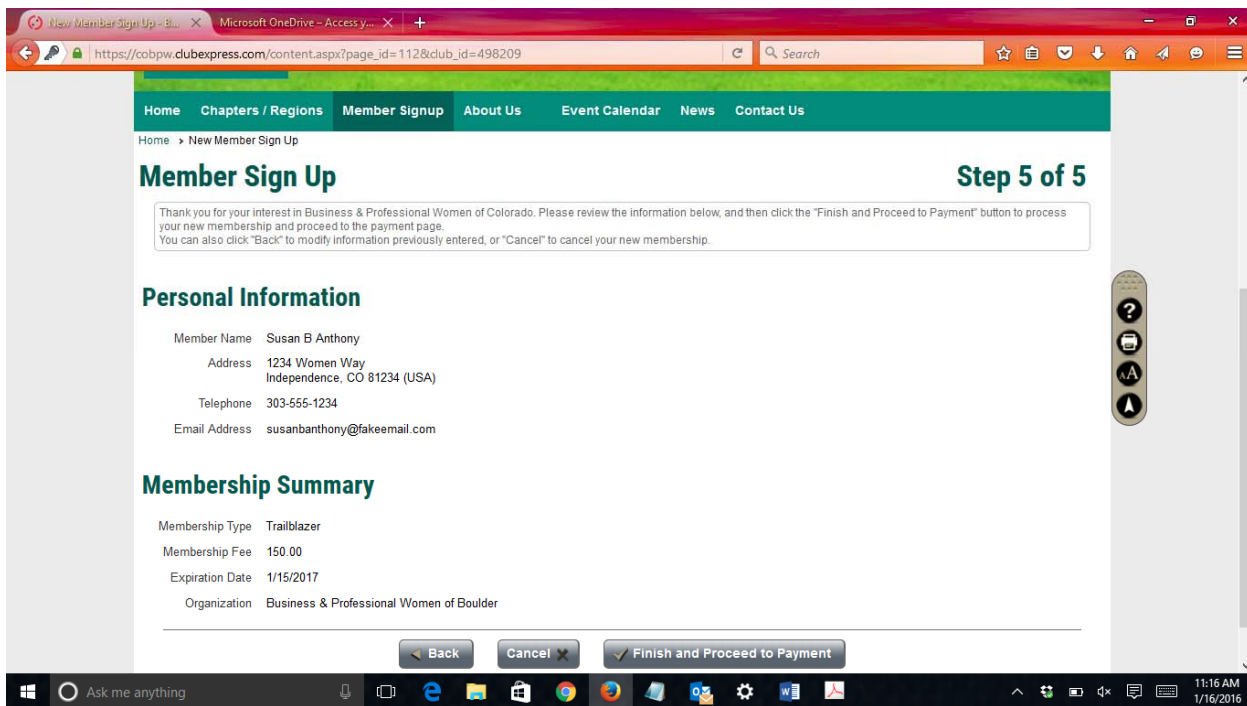 New Member Sign Up - B...
Microsoft OneDrive – Access y...
https://cobpw.clubexpress.com/content.aspx?page_id=112&club_id=498209
Search
Home Chapters / Regions Member Signup About Us Event Calendar News Contact Us
Home > New Member Sign Up
Member Sign Up
Step 5 of 5
Thank you for your interest in Business & Professional Women of Colorado. Please review the information below, and then click the "Finish and Proceed to Payment" button to process
your new membership and proceed to the payment page.
You can also click "Back" to modify information previously entered, or "Cancel" to cancel your new membership.
Personal Information
Member Name Susan B Anthony
Address 1234 Women Way
Independence, CO 81234 (USA)
Telephone 303-555-1234
Email Address susanbanthony@fakeemail.com
Membership Summary
Membership Type Trailblazer
Membership Fee 150.00
Expiration Date 1/15/2017
Organization Business & Professional Women of Boulder
Back Cancel Finish and Proceed to Payment
Ask me anything
11:16 AM
1/16/2016